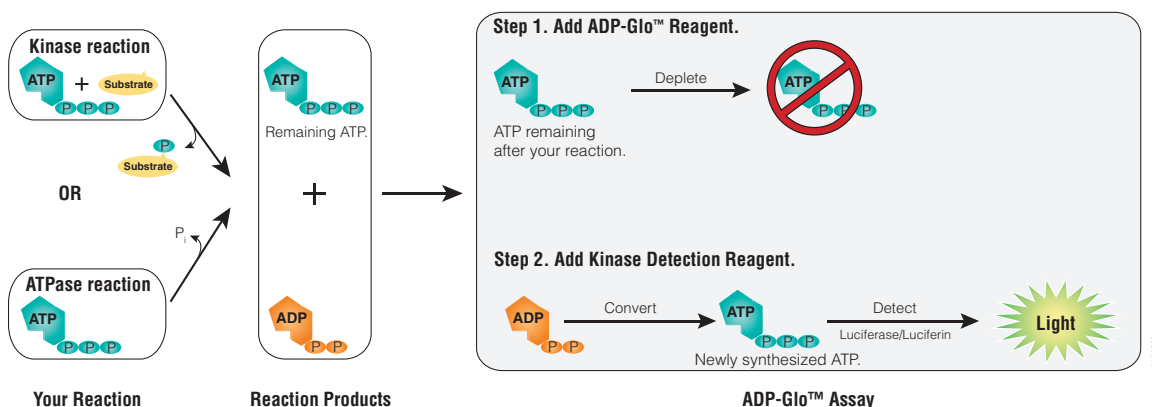 Kinase reaction
ATP + Substrate
P P P
P
Substrate
OR
P i
ATPase reaction
ATP
P P P
Your Reaction
ATP
P P P
Remaining ATP.
+
ADP
P P
Reaction Products
Step 1. Add ADP-Glo™ Reagent.
ATP
P P P
ATP remaining
after your reaction.
Deplete
ATP
P P P
Step 2. Add Kinase Detection Reagent.
ADP
P P
Convert
ATP
P P P
Newly synthesized ATP.
Detect
Luciferase/Luciferin
Light
ADP-Glo™ Assay